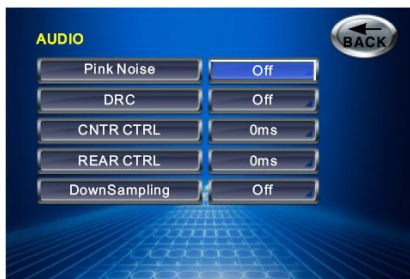 AUDIO
BACK
Pink Noise Off
DRC Off
CNTR CTRL 0ms
REAR CTRL 0ms
DownSampling Off